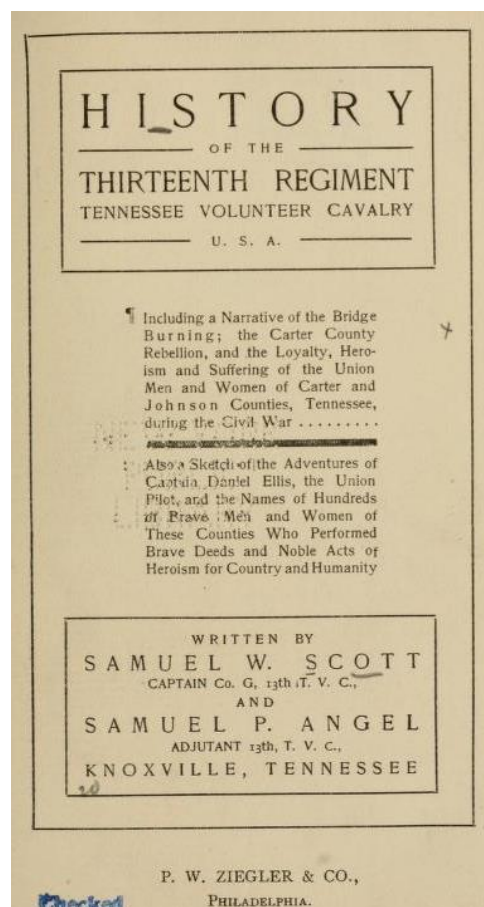 HISTORY
OF THE
THIRTEENTH REGIMENT
TENNESSEE VOLUNTEER CAVALRY
U. S. A.
¶ Including a Narrative of the Bridge
Burning; the Carter County
Rebellion, and the Loyalty, Hero-
ism and Suffering of the Union
Men and Women of Carter and
Johnson Counties, Tennessee,
during the Civil War .........
Also a Sketch of the Adventures of
Captain Daniel Ellis, the Union
Pilot, and the Names of Hundreds
of Brave Men and Women of
These Counties Who Performed
Brave Deeds and Noble Acts of
Heroism for Country and Humanity
WRITTEN BY
SAMUEL W. SCOTT
CAPTAIN Co. G, 13th T. V. C.,
AND
SAMUEL P. ANGEL
ADJUTANT 13th, T. V. C.,
KNOXVILLE, TENNESSEE
20
P. W. ZIEGLER & CO.,
PHILADELPHIA.
Checked